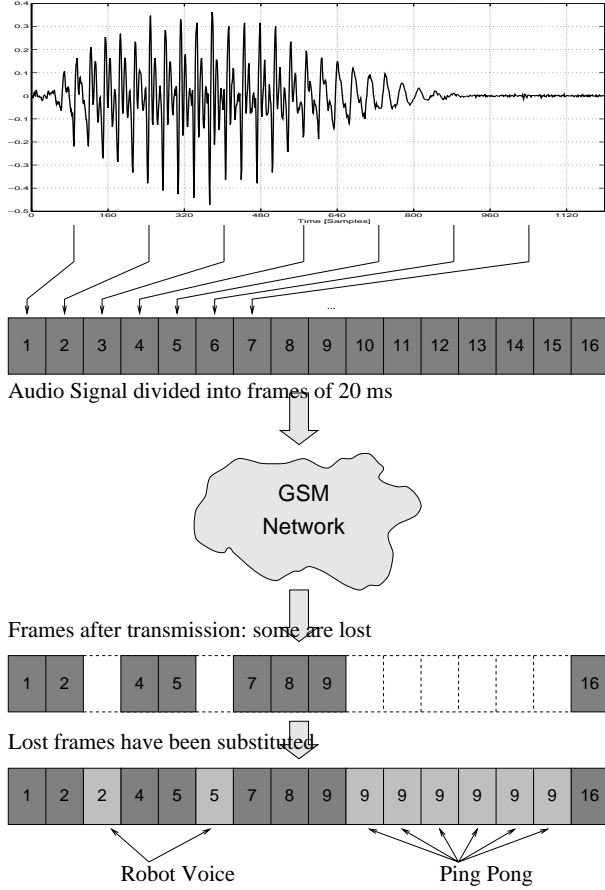 0.4
0.3
0.2
0.1
0
−0.1
−0.2
−0.3
−0.4
−0.5
0 160 320 480 640 800 960 1120
Time [Samples]
...
1 2 3 4 5 6 7 8 9 10 11 12 13 14 15 16
Audio Signal divided into frames of 20 ms
GSM
Network
Frames after transmission: some are lost
1 2 4 5 7 8 9 16
Lost frames have been substituted
1 2 2 4 5 5 7 8 9 9 9 9 9 9 9 16
Robot Voice Ping Pong